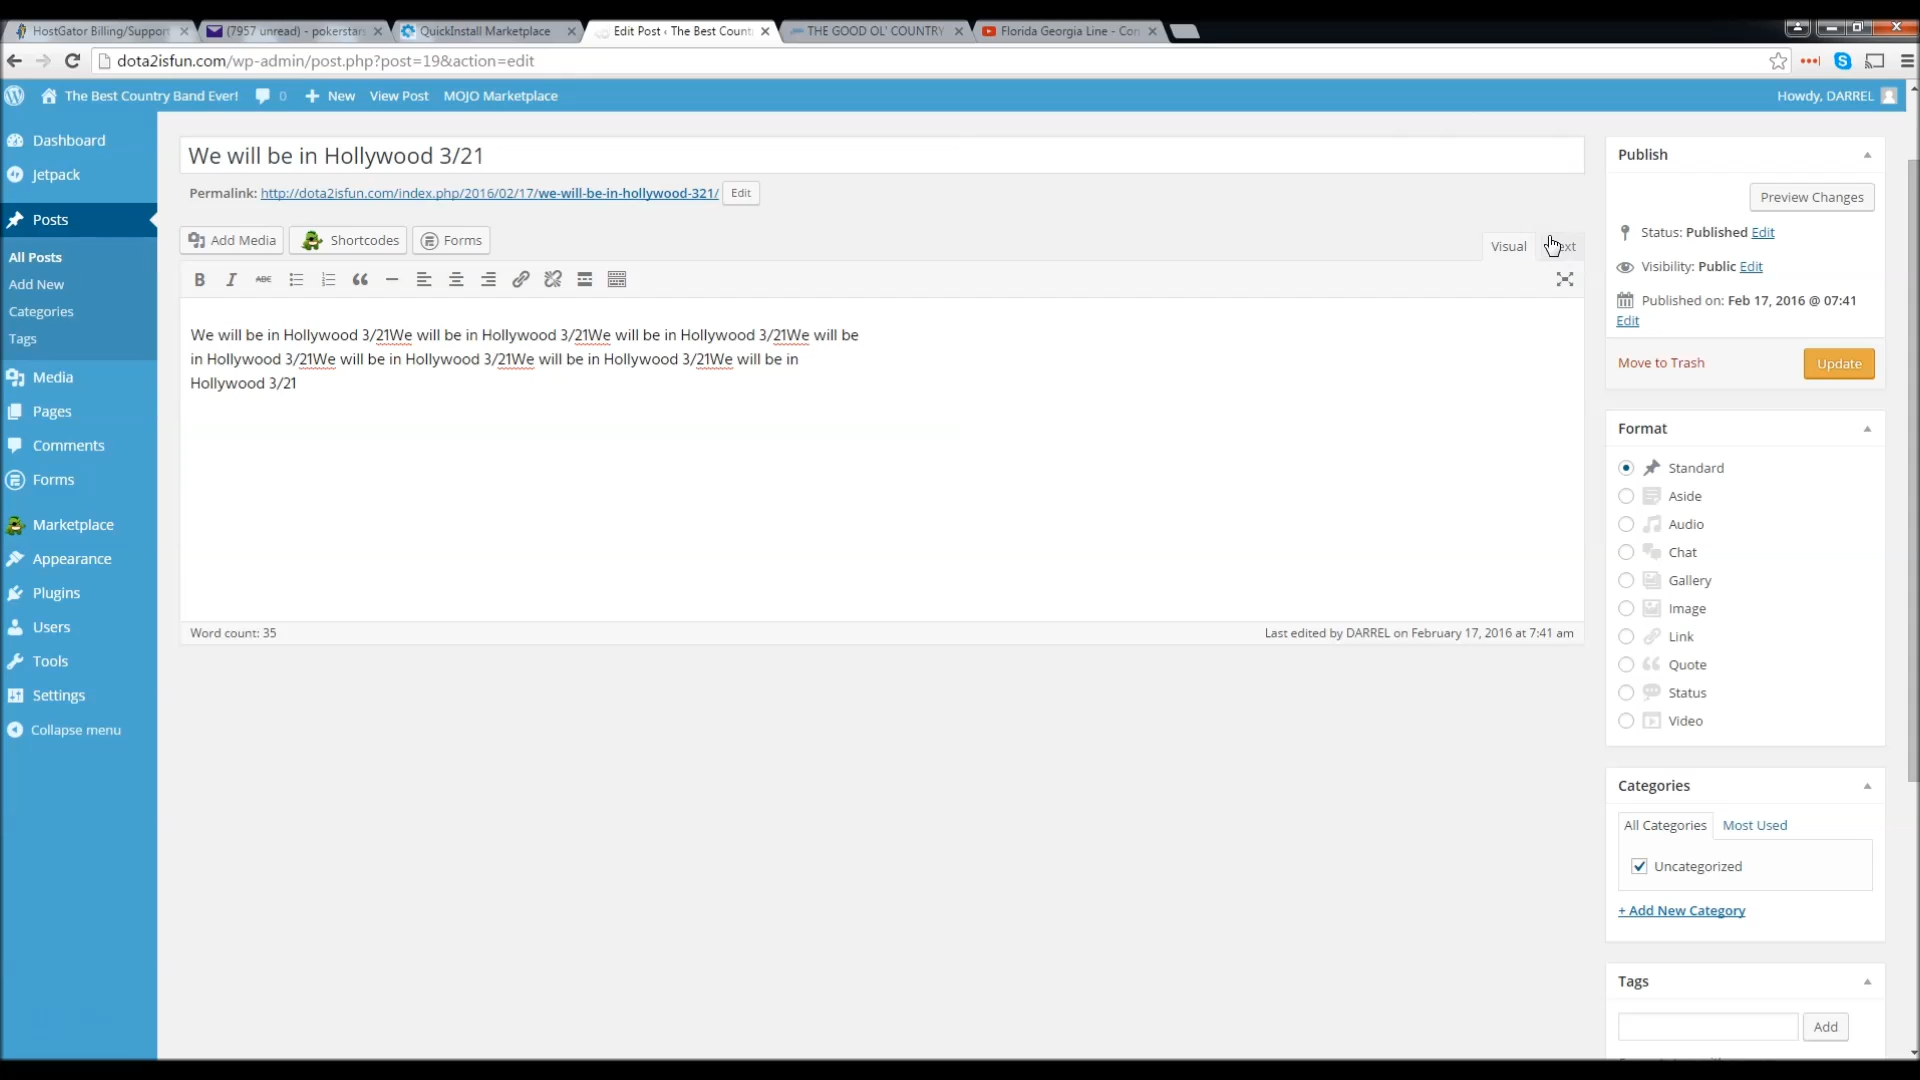 HostGator Billing/Support
(7957 unread) - pokerstar
QuickInstall Marketplace
Edit Post ‹ The Best Count
THE GOOD OL' COUNTRY
Florida Georgia Line - Con
dota2isfun.com/wp-admin/post.php?post=19&action=edit
The Best Country Band Ever!
0
New
View Post
MOJO Marketplace
Howdy, DARREL
Dashboard
Jetpack
Posts
All Posts
Add New
Categories
Tags
Media
Pages
Comments
Forms
Marketplace
Appearance
Plugins
Users
Tools
Settings
Collapse menu
We will be in Hollywood 3/21
Permalink: http://dota2isfun.com/index.php/2016/02/17/we-will-be-in-hollywood-321/ Edit
Add Media
Shortcodes
Forms
Visual
B I ABC
We will be in Hollywood 3/21We will be in Hollywood 3/21We will be in Hollywood 3/21We will be
in Hollywood 3/21We will be in Hollywood 3/21We will be in Hollywood 3/21We will be in
Hollywood 3/21
Word count: 35
Last edited by DARREL on February 17, 2016 at 7:41 am
Publish
Preview Changes
Status: Published Edit
Visibility: Public Edit
Published on: Feb 17, 2016 @ 07:41
Edit
Move to Trash
Update
Format
Standard
Aside
Audio
Chat
Gallery
Image
Link
Quote
Status
Video
Categories
All Categories
Most Used
Uncategorized
+ Add New Category
Tags
Add